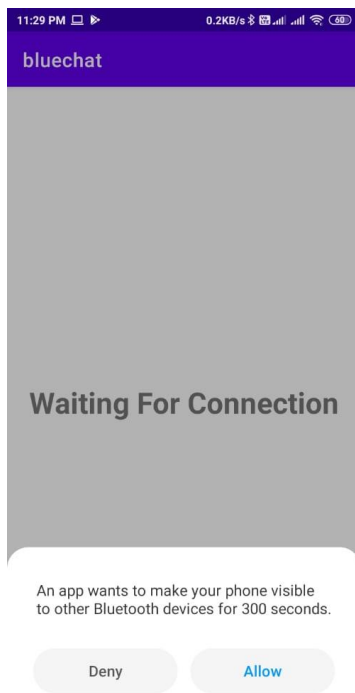 11:29 PM 0.2KB/s 60
bluechat
Waiting For Connection
An app wants to make your phone visible
to other Bluetooth devices for 300 seconds.
Deny Allow